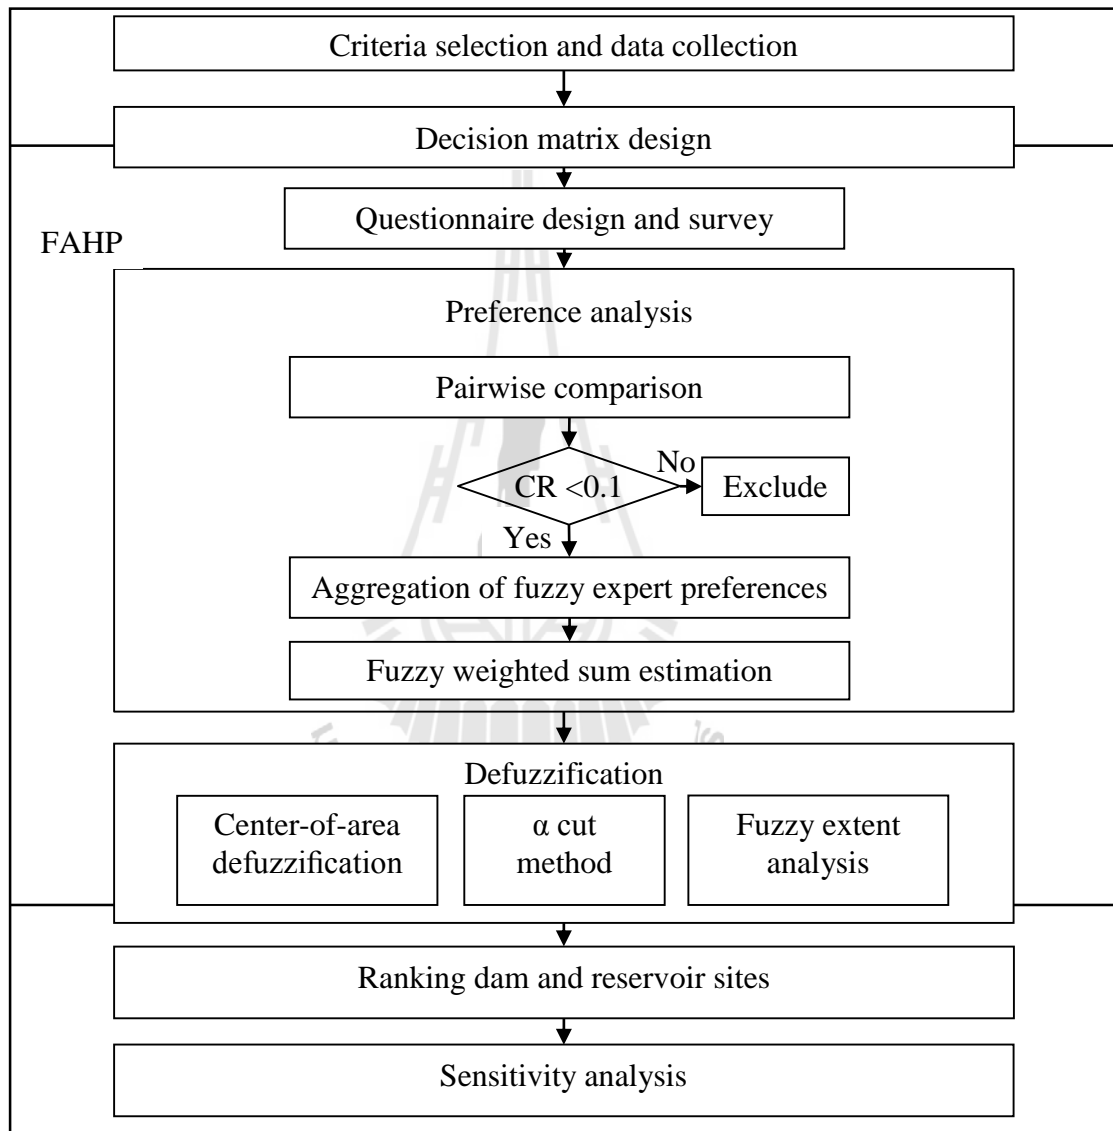 Criteria selection and data collection
Decision matrix design
Questionnaire design and survey
FAHP
Preference analysis
Pairwise comparison
CR <0.1
No
Exclude
Yes
Aggregation of fuzzy expert preferences
Fuzzy weighted sum estimation
Defuzzification
Center-of-area
defuzzification
α cut
method
Fuzzy extent
analysis
Ranking dam and reservoir sites
Sensitivity analysis